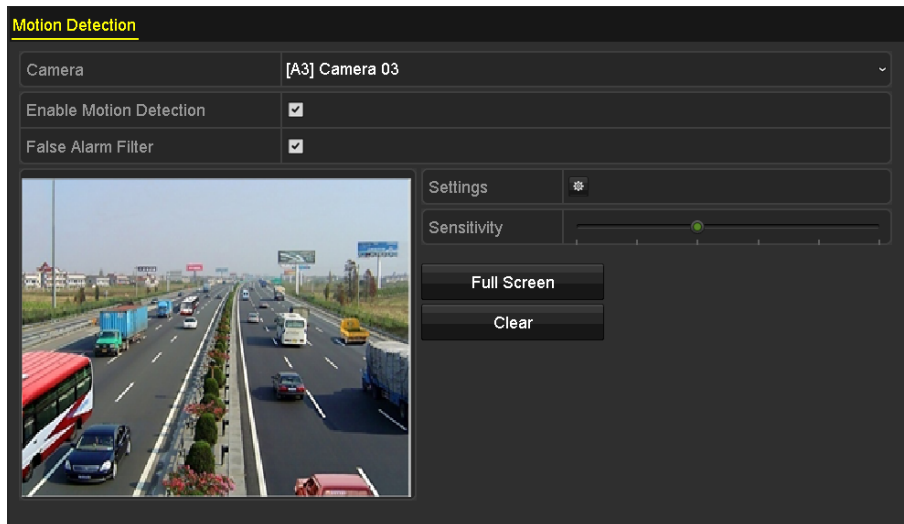 Motion Detection
Camera [A3] Camera 03
Enable Motion Detection
False Alarm Filter
Settings
Sensitivity
Full Screen
Clear